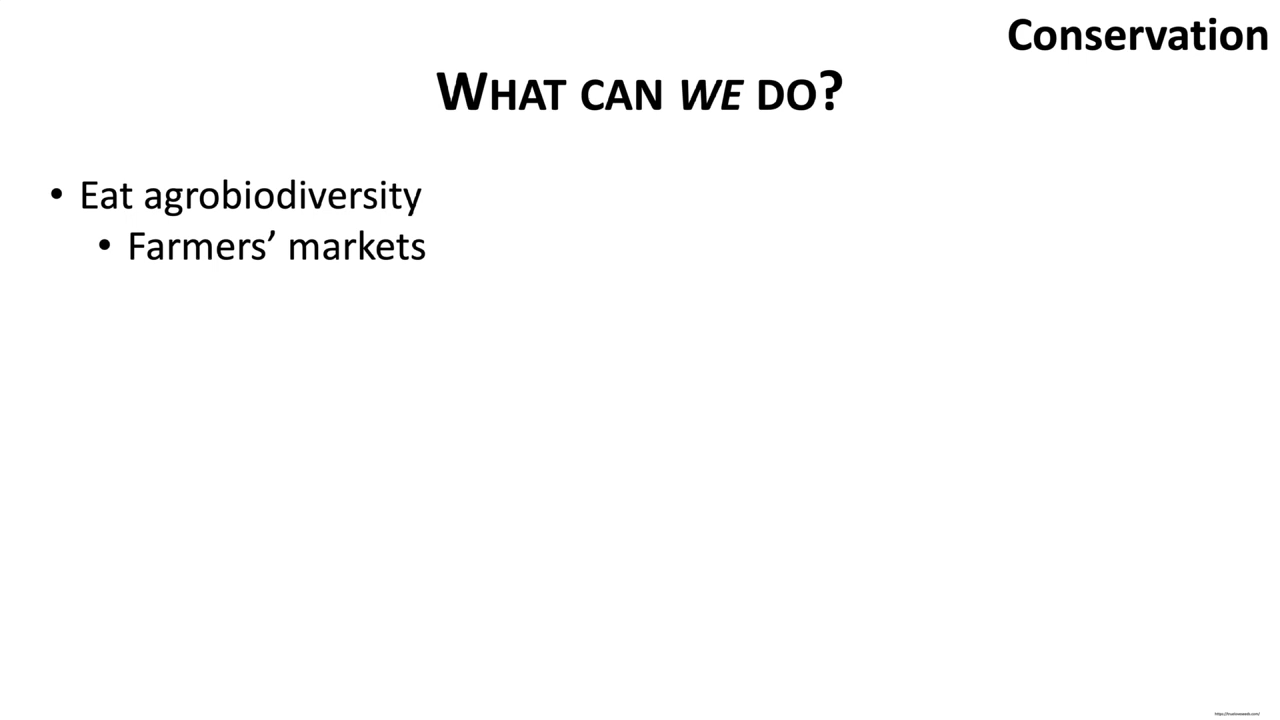 Conservation
WHAT CAN WE DO?
• Eat agrobiodiversity
• Farmers’ markets